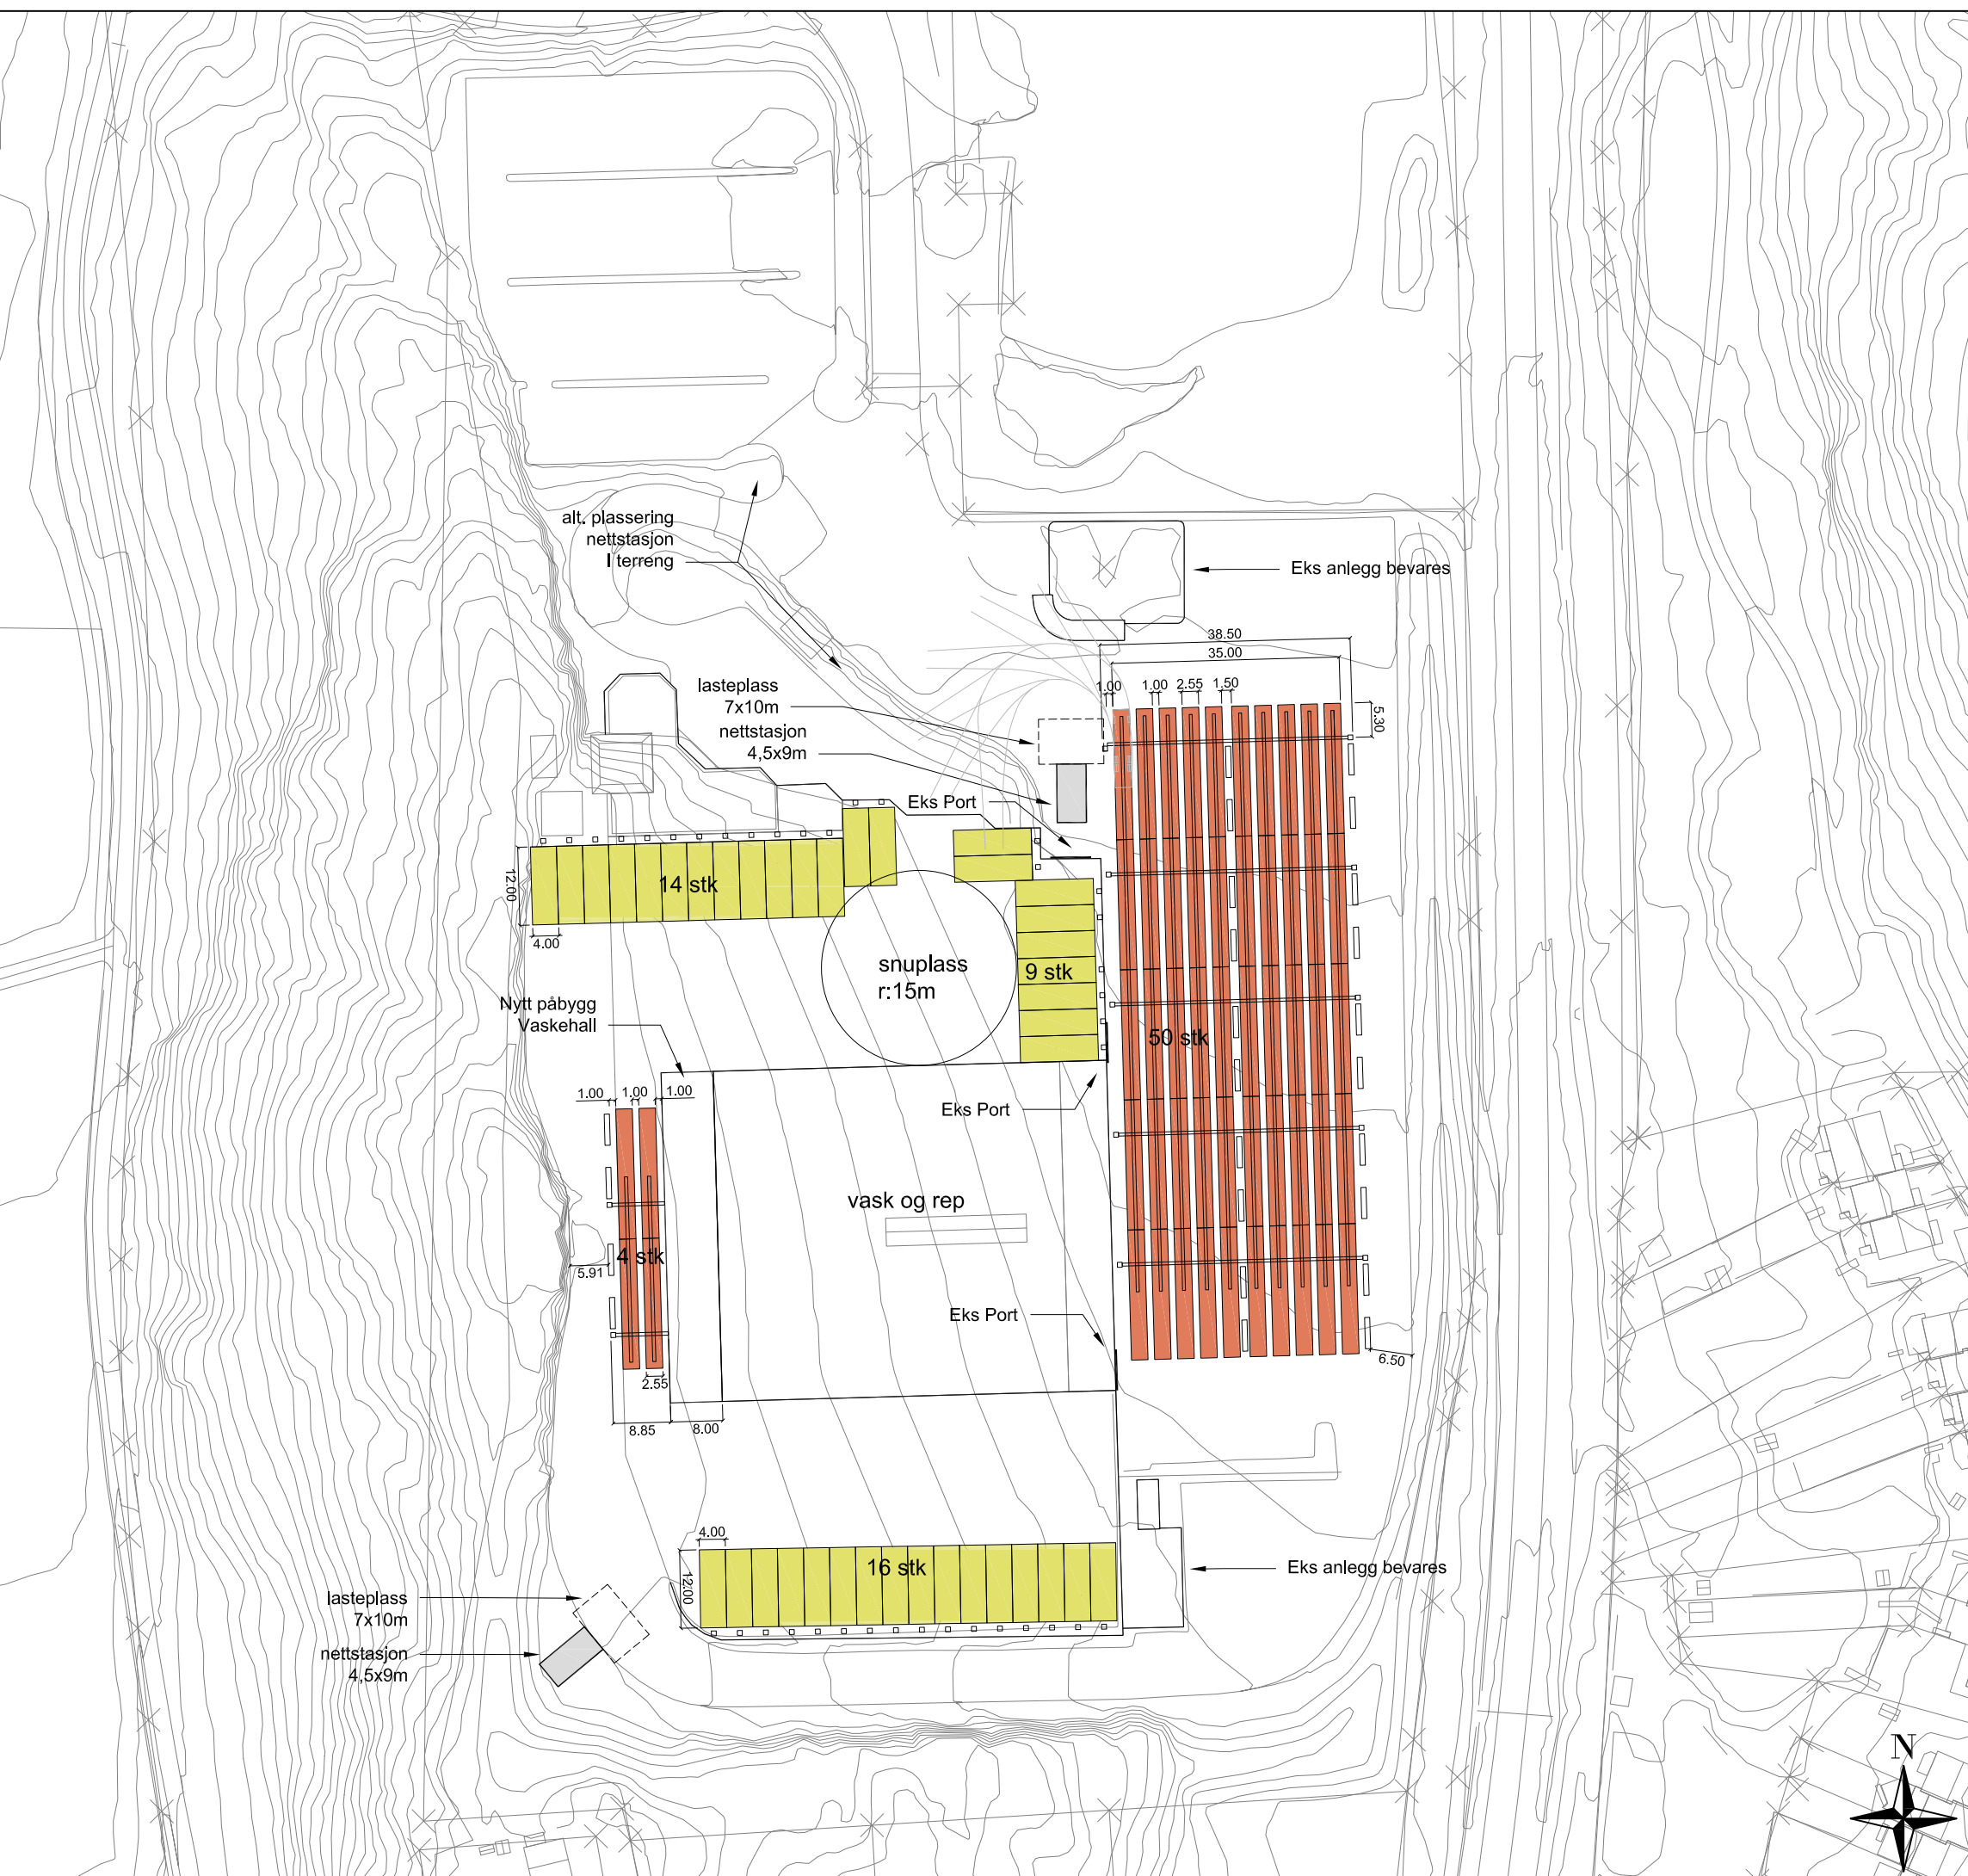 alt. plassering
nettstasjon
I terreng
Eks anlegg bevares
38.50
35.00
lasteplass
7x10m
nettstasjon
4,5x9m
1.00
1.00
2.55
1.50
5.30
Eks Port
14 stk
12.00
4.00
snuplass
r:15m
9 stk
Nytt påbygg
Vaskehall
50 stk
1.00
1.00
1.00
Eks Port
vask og rep
4 stk
5.91
Eks Port
6.50
2.55
8.85
8.00
4.00
16 stk
12.00
Eks anlegg bevares
lasteplass
7x10m
nettstasjon
4,5x9m
N